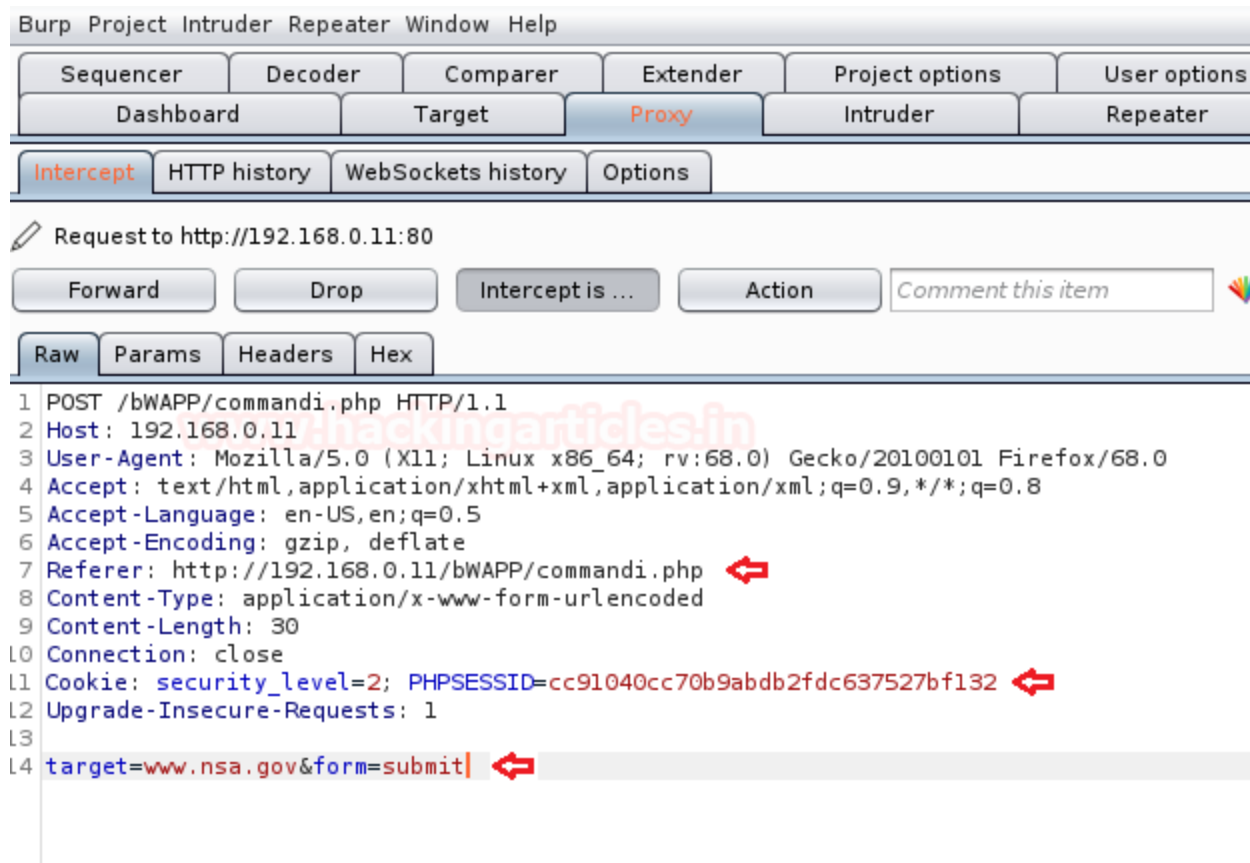 Burp Project Intruder Repeater Window Help
Sequencer Decoder Comparer Extender Project options User options
Dashboard Target Proxy Intruder Repeater
Intercept HTTP history WebSockets history Options
Request to http://192.168.0.11:80
Forward Drop Intercept is ... Action Comment this item
Raw Params Headers Hex
1 POST /bWAPP/commandi.php HTTP/1.1
www.hackingarticles.in
2 Host: 192.168.0.11
3 User-Agent: Mozilla/5.0 (X11; Linux x86_64; rv:68.0) Gecko/20100101 Firefox/68.0
4 Accept: text/html,application/xhtml+xml,application/xml;q=0.9,*/*;q=0.8
5 Accept-Language: en-US,en;q=0.5
6 Accept-Encoding: gzip, deflate
7 Referer: http://192.168.0.11/bWAPP/commandi.php
8 Content-Type: application/x-www-form-urlencoded
9 Content-Length: 30
10 Connection: close
11 Cookie: security_level=2; PHPSESSID=cc91040cc70b9abdb2fdc637527bf132
12 Upgrade-Insecure-Requests: 1
13
14 target=www.nsa.gov&form=submit